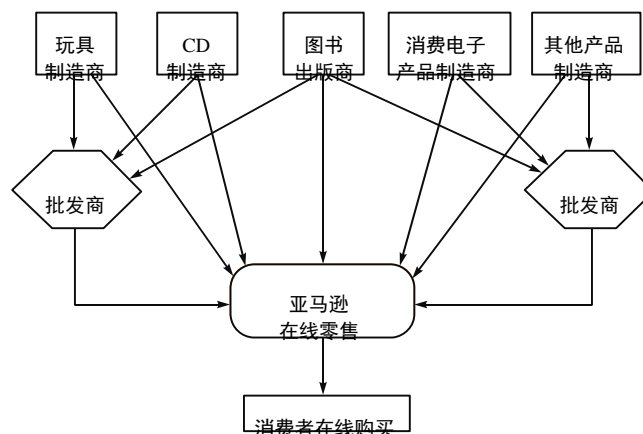 玩具
制造商
CD
制造商
图书
出版商
消费电子
产品制造商
其他产品
制造商
批发商
批发商
亚马逊
在线零售
消费者在线购买